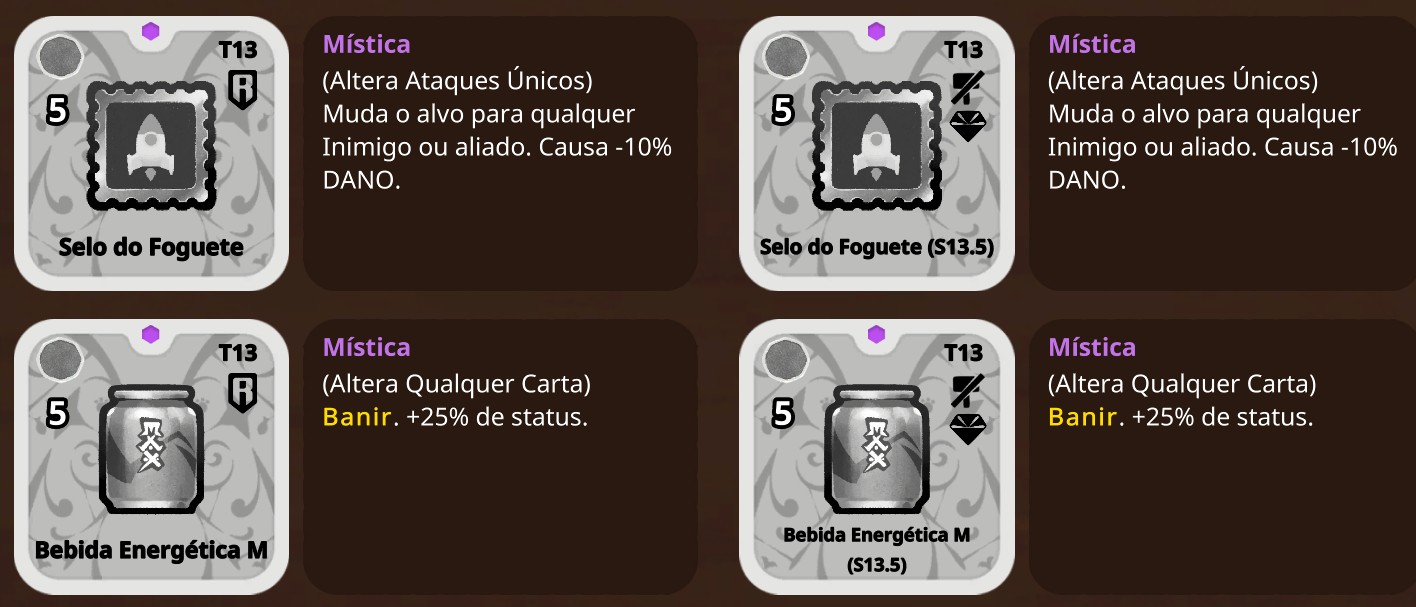 T13
5
Selo do Foguete
Mística
(Altera Ataques Únicos)
Muda o alvo para qualquer
Inimigo ou aliado. Causa -10%
DANO.
T13
5
Selo do Foguete (S13.5)
Mística
(Altera Ataques Únicos)
Muda o alvo para qualquer
Inimigo ou aliado. Causa -10%
DANO.
T13
5
Bebida Energética M
Mística
(Altera Qualquer Carta)
Banir. +25% de status.
T13
5
Bebida Energética M
(S13.5)
Mística
(Altera Qualquer Carta)
Banir. +25% de status.